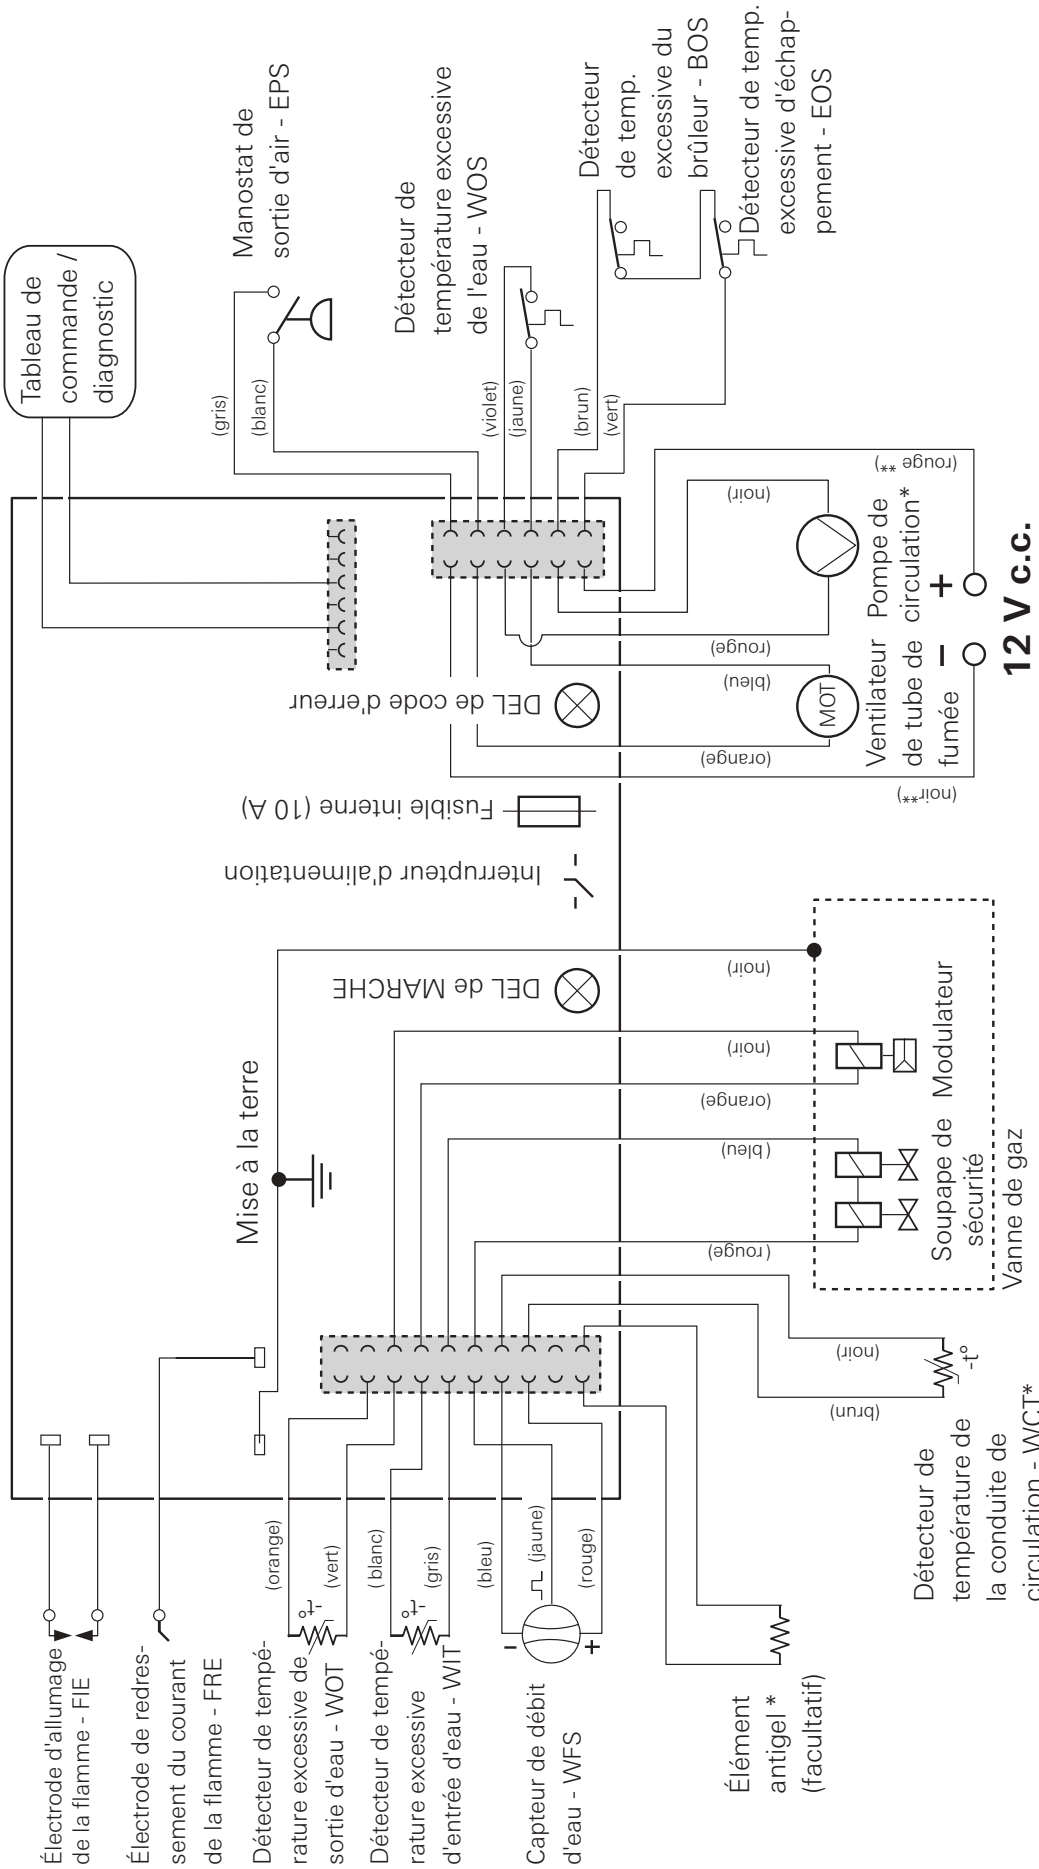 Tableau de
commande /
diagnostic
Manostat de
sortie d'air - EPS
(gris)
(blanc)
Détecteur de
température excessive
de l'eau - WOS
(violet)
(jaune)
Détecteur
de temp.
excessive du
brûleur - BOS
Détecteur de temp.
excessive d'échap-
pement - EOS
(brun)
(vert)
(rouge **)
(noir)
Pompe de
circulation*
(rouge)
(bleu)
MOT
Ventilateur
de tube de
fumée
(orange)
(noir**)
+
–
12 V c.c.
DEL de code d'erreur
Fusible interne (10 A)
Interrupteur d'alimentation
DEL de MARCHE
Mise à la terre
(noir)
(noir)
(orange)
(bleu)
(rouge)
Modulateur
Soupape de
sécurité
Vanne de gaz
(noir)
(brun)
-t°
Détecteur de
température de
la conduite de
circulation - WCT*
Électrode d'allumage
de la flamme - FIE
Électrode de redres-
sement du courant
de la flamme - FRE
Détecteur de tempé-
rature excessive de
sortie d'eau - WOT
(orange)
(vert)
-t°
Détecteur de tempé-
rature excessive
d'entrée d'eau - WIT
(blanc)
(gris)
-t°
Capteur de débit
d'eau - WFS
(bleu)
(jaune)
(rouge)
–
+
Élément
antigel *
(facultatif)